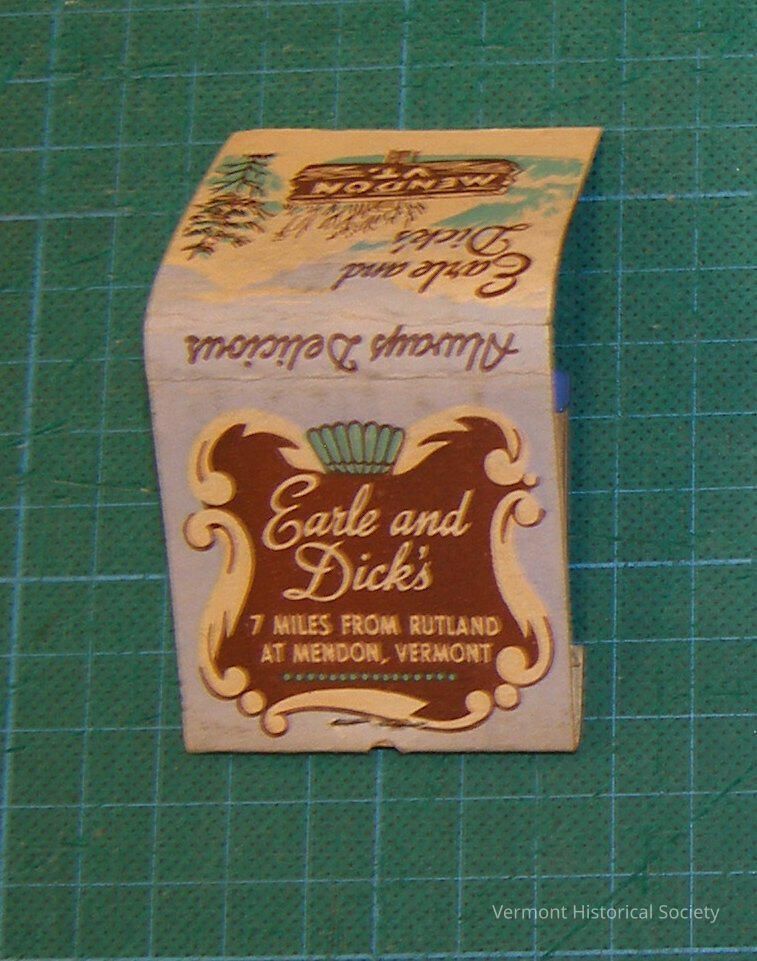 MENDON
VT.
Earle and
Dick's
Always Delicious
Earle and
Dick's
7 MILES FROM RUTLAND
AT MENDON, VERMONT
Vermont Historical Society